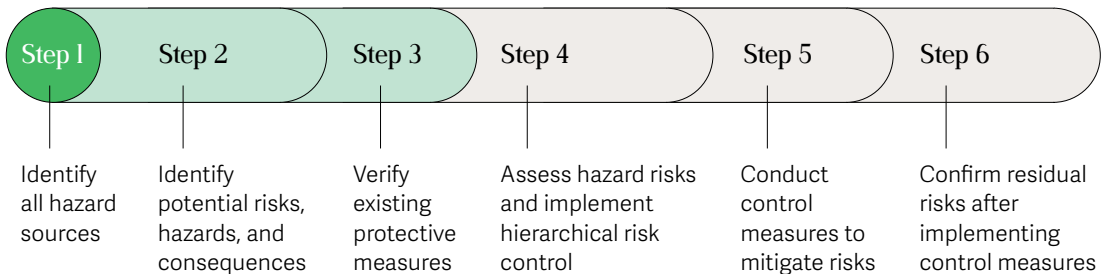 Step 1
Step 2
Step 3
Step 4
Step 5
Step 6
Identify
all hazard
sources
Identify
potential risks,
hazards, and
consequences
Verify
existing
protective
measures
Assess hazard risks
and implement
hierarchical risk
control
Conduct
control
measures to
mitigate risks
Confirm residual
risks after
implementing
control measures